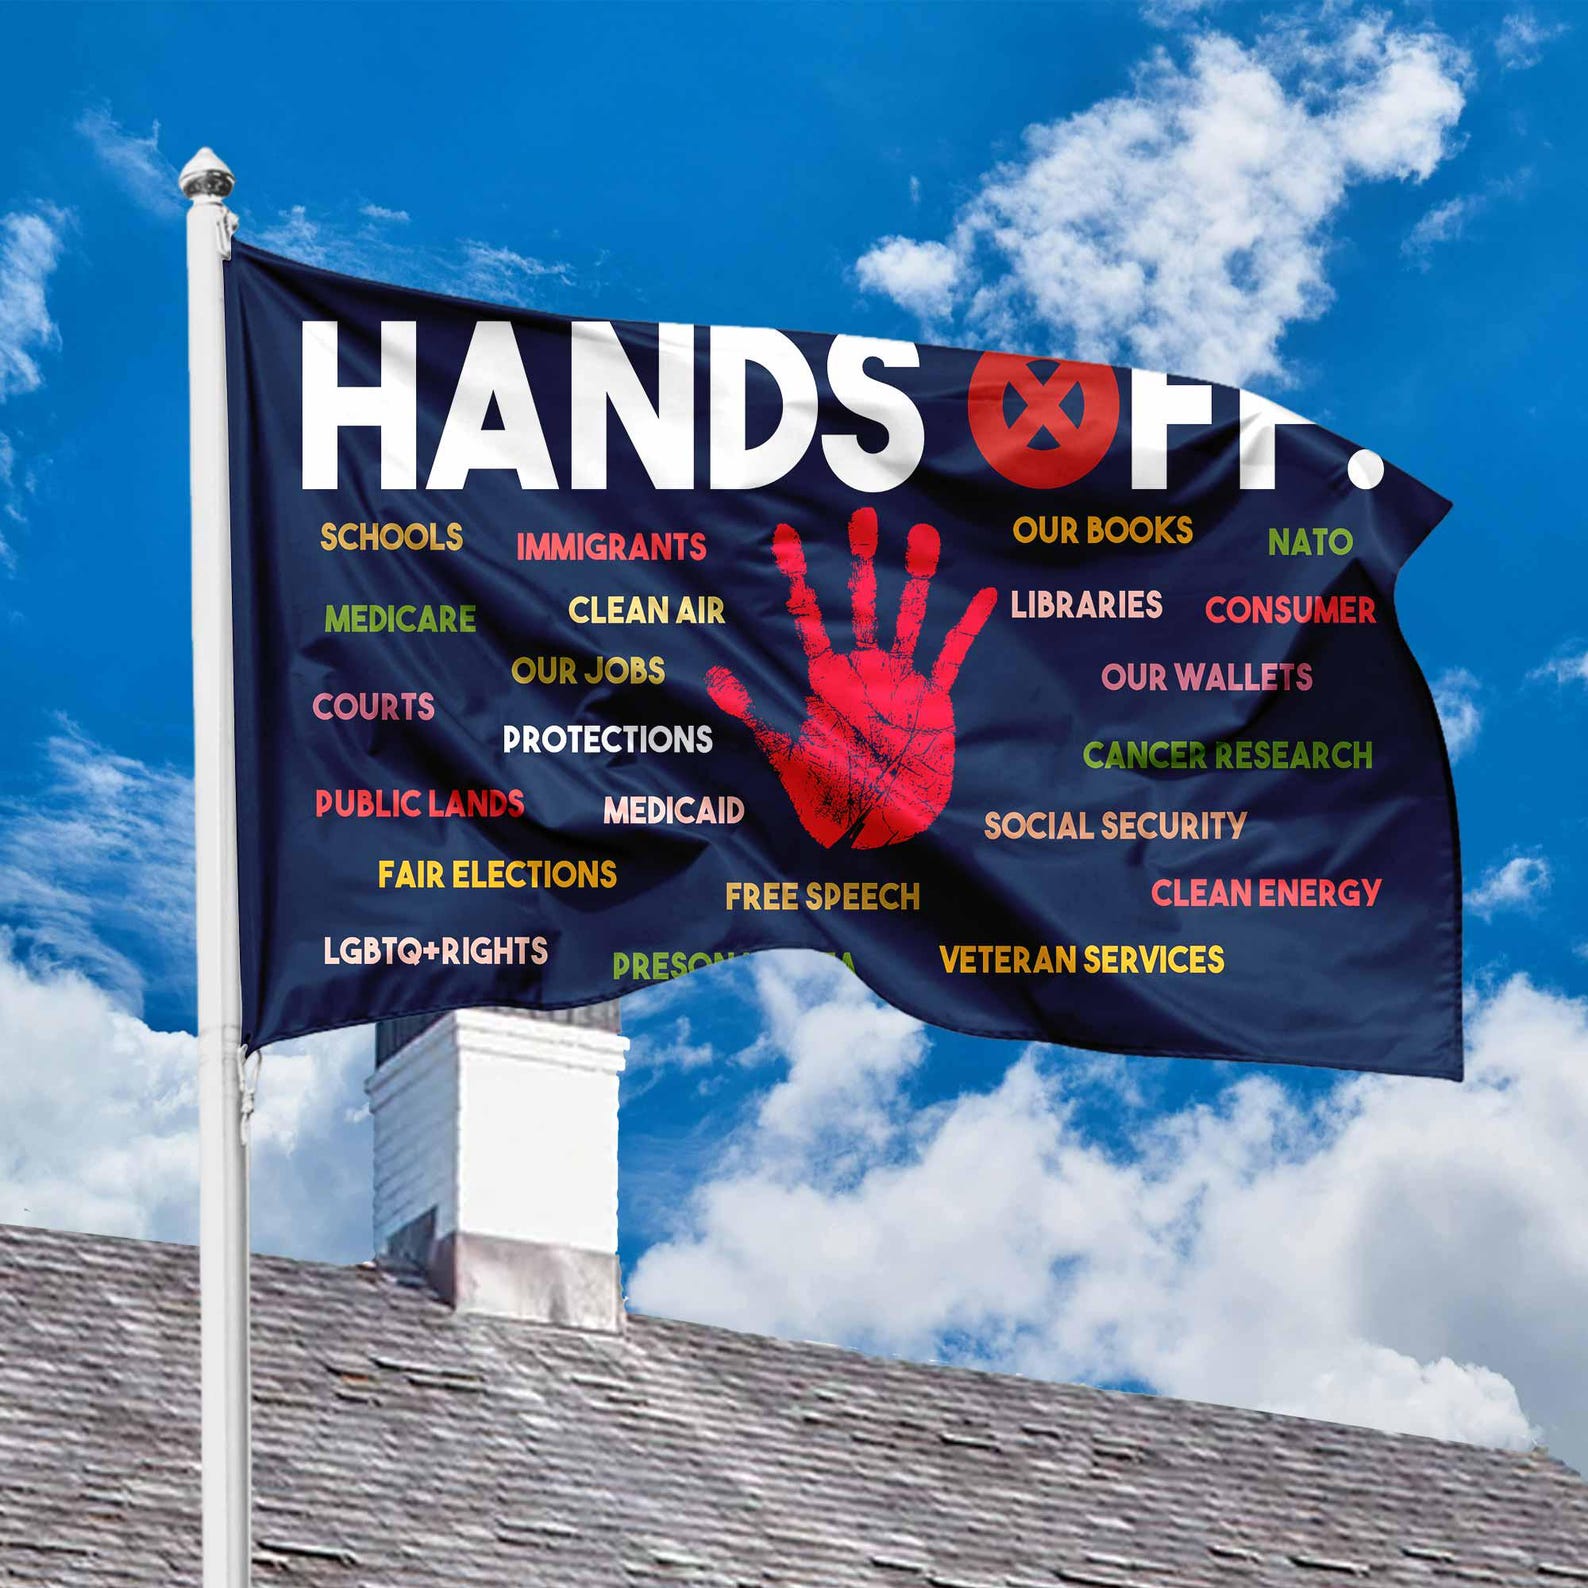 HANDS OFF.
SCHOOLS
IMMIGRANTS
OUR BOOKS
NATO
MEDICARE
CLEAN AIR
LIBRARIES
CONSUMER
OUR JOBS
OUR WALLETS
COURTS
PROTECTIONS
CANCER RESEARCH
PUBLIC LANDS
MEDICAID
SOCIAL SECURITY
FAIR ELECTIONS
FREE SPEECH
CLEAN ENERGY
LGBTQ+RIGHTS
VETERAN SERVICES